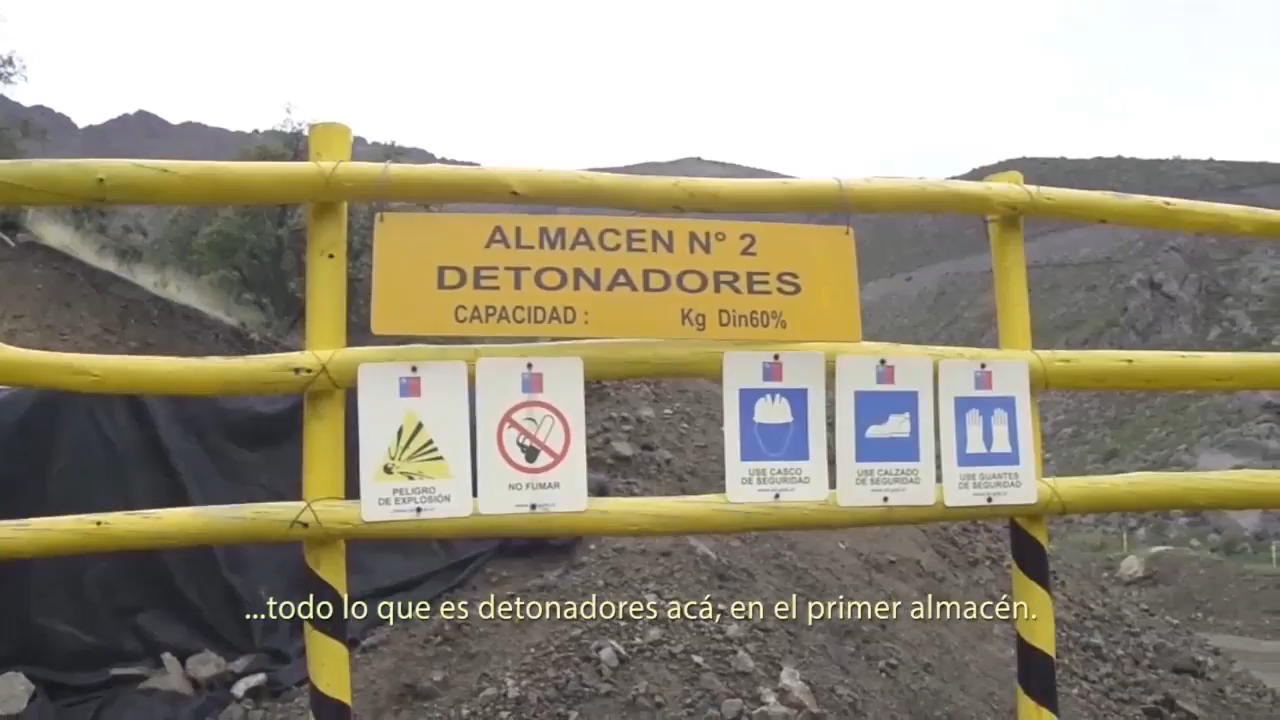 ALMACEN N° 2
DETONADORES
CAPACIDAD : Kg Din60%
PELIGRO
DE EXPLOSIÓN
NO FUMAR
USE CASCO
DE SEGURIDAD
USE CALZADO
DE SEGURIDAD
USE GUANTES
DE SEGURIDAD
...todo lo que es detonadores acá, en el primer almacén.